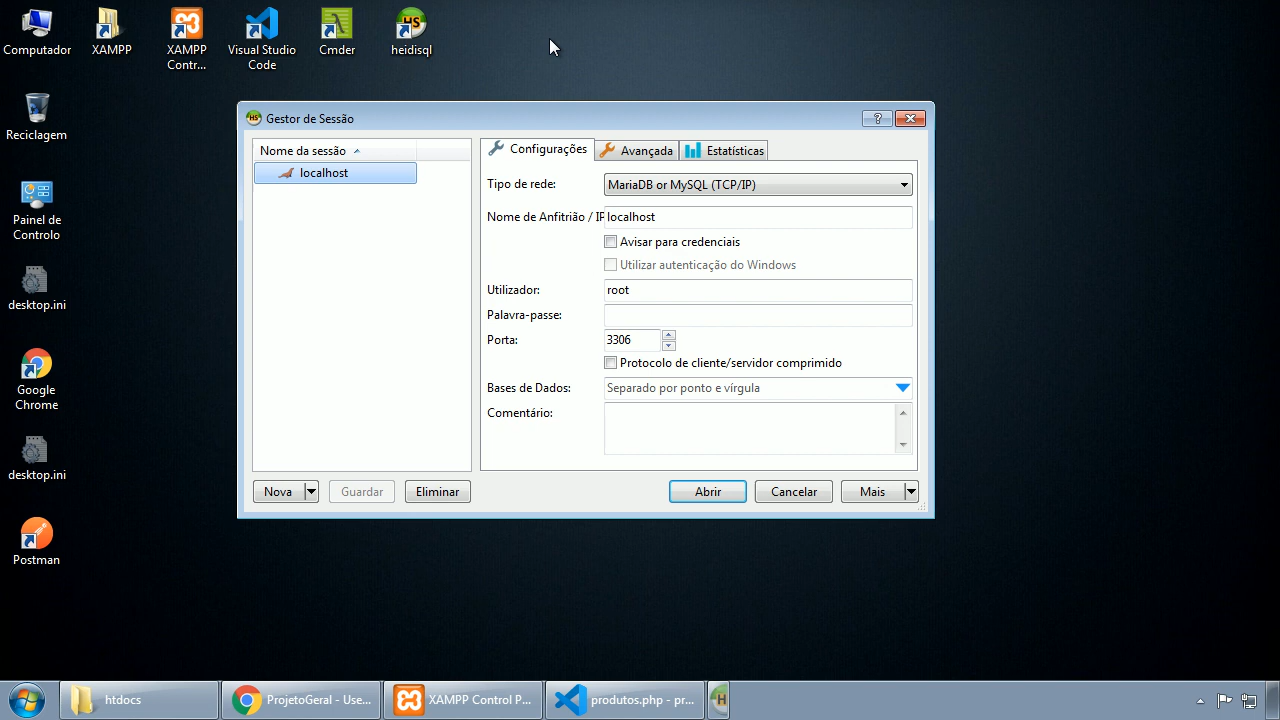 Computador
XAMPP
XAMPP
Contr...
Visual Studio
Code
Cmder
heidisql
Reciclagem
Painel de
Controlo
desktop.ini
Google
Chrome
desktop.ini
Postman
Gestor de Sessão
?
Nome da sessão
localhost
Configurações
Avançada
Estatísticas
Tipo de rede:
MariaDB or MySQL (TCP/IP)
Nome de Anfitrião / IP
localhost
Avisar para credenciais
Utilizar autenticação do Windows
Utilizador:
root
Palavra-passe:
Porta:
3306
Protocolo de cliente/servidor comprimido
Bases de Dados:
Separado por ponto e vírgula
Comentário:
Nova
Guardar
Eliminar
Abrir
Cancelar
Mais
htdocs
ProjetoGeral - Use...
XAMPP Control P...
produtos.php - pr...